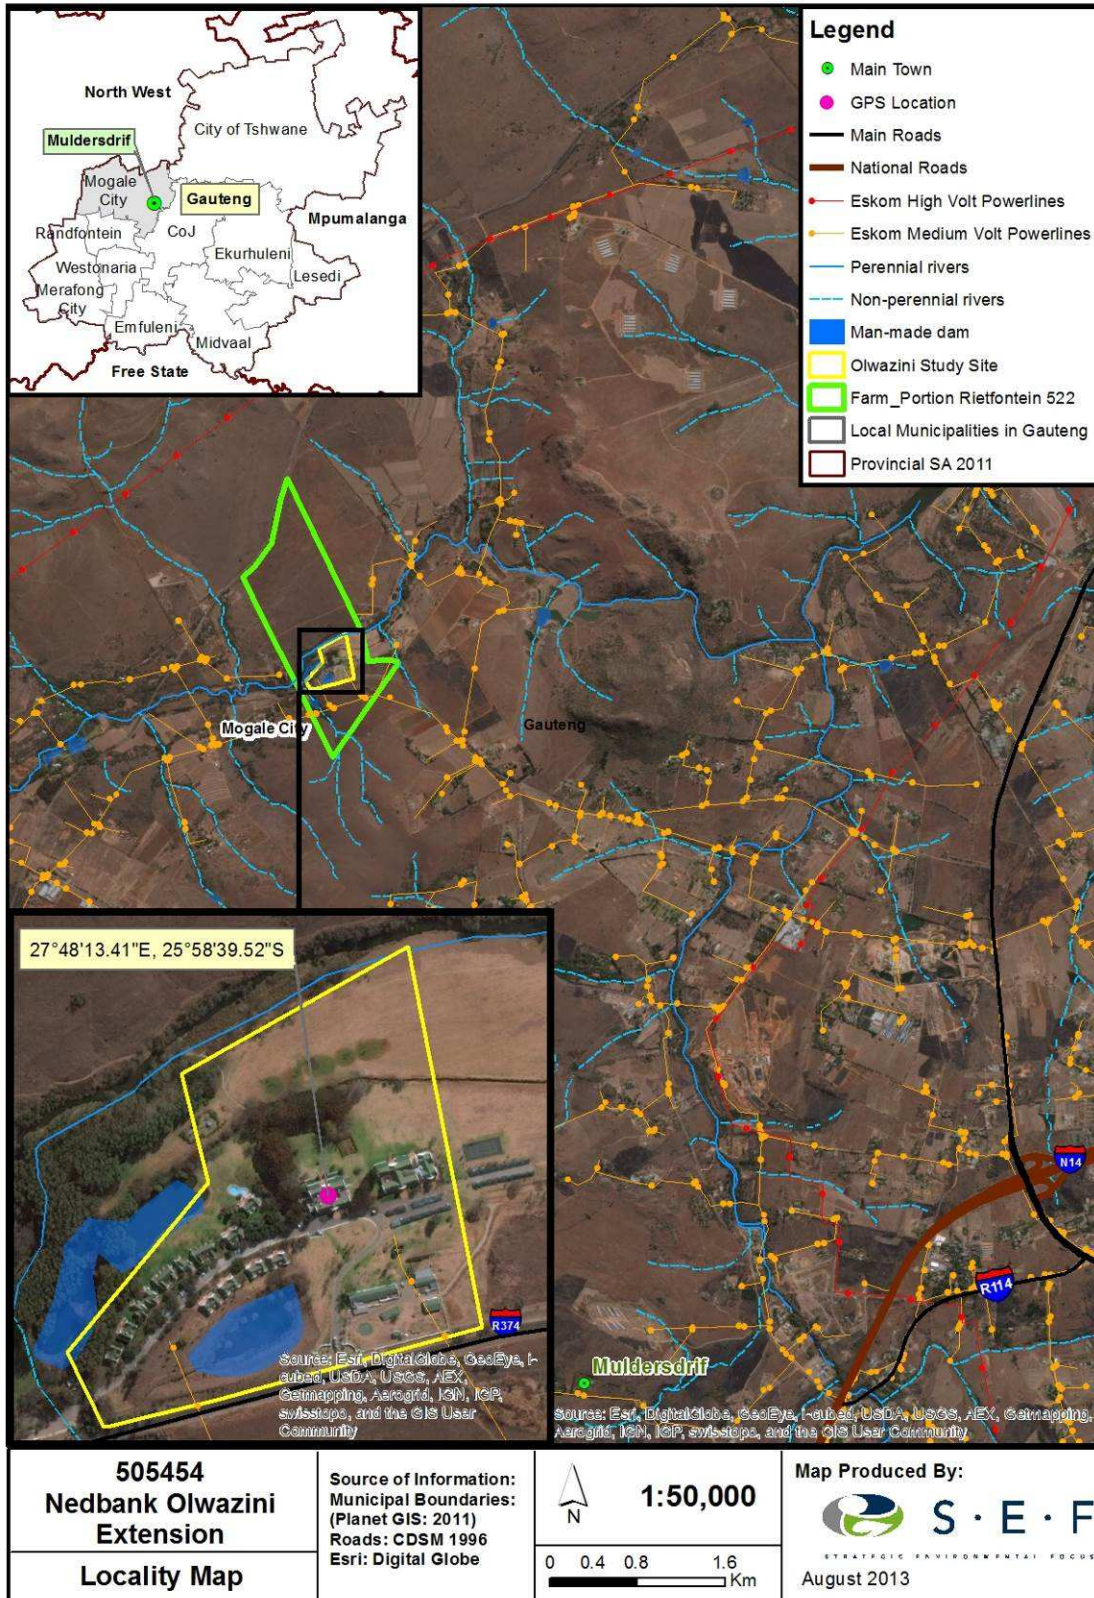 North West
City of Tshwane
Muldersdrif
Mogale
City
Gauteng
Mpumalanga
Randfontein
CoJ
Ekurhuleni
Westonaria
Lesedi
Merafong
City
Emfuleni
Midvaal
Free State
Legend
Main Town
GPS Location
Main Roads
National Roads
Eskom High Volt Powerlines
Eskom Medium Volt Powerlines
Perennial rivers
Non-perennial rivers
Man-made dam
Olwazini Study Site
Farm_Portion Rietfontein 522
Local Municipalities in Gauteng
Provincial SA 2011
Mogale City
Gauteng
27°48'13.41"E, 25°58'39.52"S
R374
Source: Esri, DigitalGlobe, GeoEye, i-
cubed, USDA, USGS, AEX,
Getmapping, Aerogrid, IGN, IGP,
swisstopo, and the GIS User
Community
N14
R114
Muldersdrif
Source: Esri, DigitalGlobe, GeoEye, i-cubed, USDA, USGS, AEX, Getmapping,
Aerogrid, IGN, IGP, swisstopo, and the GIS User Community
505454
Nedbank Olwazini
Extension
Locality Map
Source of Information:
Municipal Boundaries:
(Planet GIS: 2011)
Roads: CDSM 1996
Esri: Digital Globe
N
1:50,000
0 0.4 0.8 1.6
Km
Map Produced By:
S·E·F
STRATEGIC ENVIRONMENTAL FOCUS
August 2013